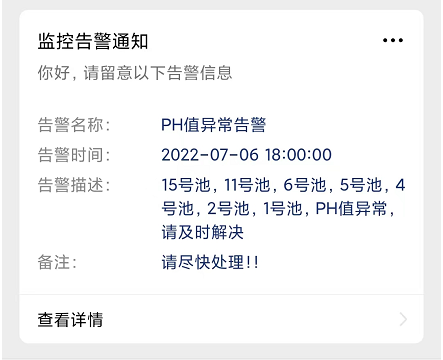 监控告警通知
你好，请留意以下告警信息
告警名称： PH值异常告警
告警时间： 2022-07-06 18:00:00
告警描述： 15号池，11号池，6号池，5号池，4
号池，2号池，1号池，PH值异常，
请及时解决
备注： 请尽快处理！！
查看详情